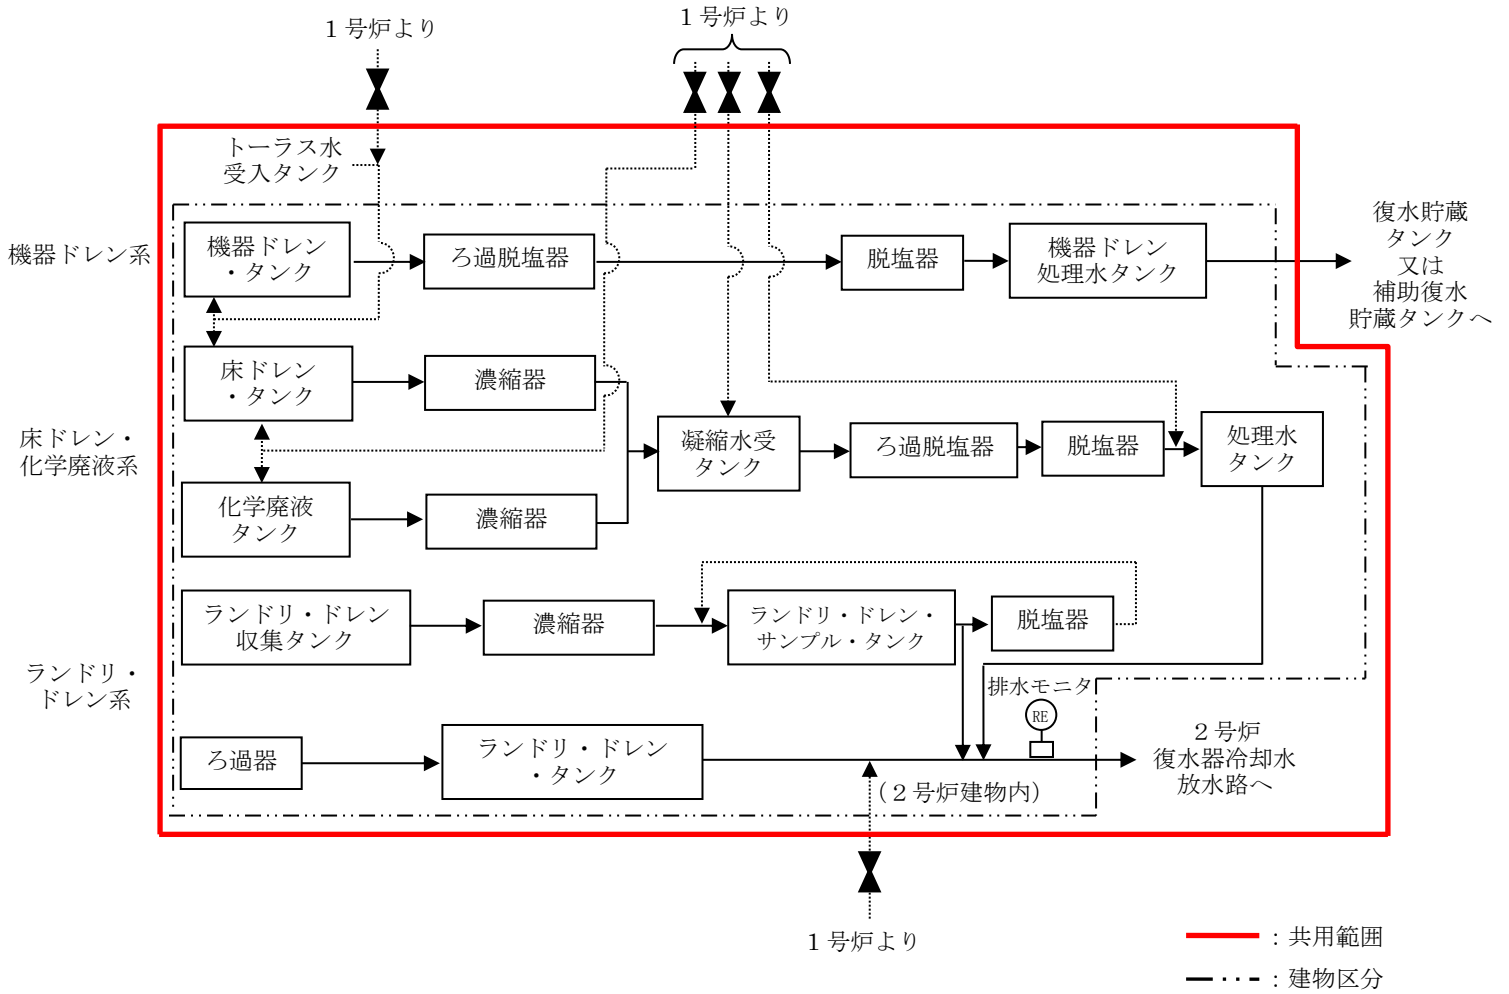 １号炉より
１号炉より
トーラス水
受入タンク
機器ドレン系
機器ドレン
・タンク
ろ過脱塩器
脱塩器
機器ドレン
処理水タンク
復水貯蔵
タンク
又は
補助復水
貯蔵タンクへ
床ドレン・
化学廃液系
床ドレン
・タンク
濃縮器
凝縮水受
タンク
ろ過脱塩器
脱塩器
処理水
タンク
化学廃液
タンク
濃縮器
ランドリ・
ドレン系
ランドリ・ドレン
収集タンク
濃縮器
ランドリ・ドレン・
サンプル・タンク
脱塩器
排水モニタ
RE
ろ過器
ランドリ・ドレン
・タンク
（２号炉建物内）
２号炉
復水器冷却水
放水路へ
１号炉より
：共用範囲
：建物区分